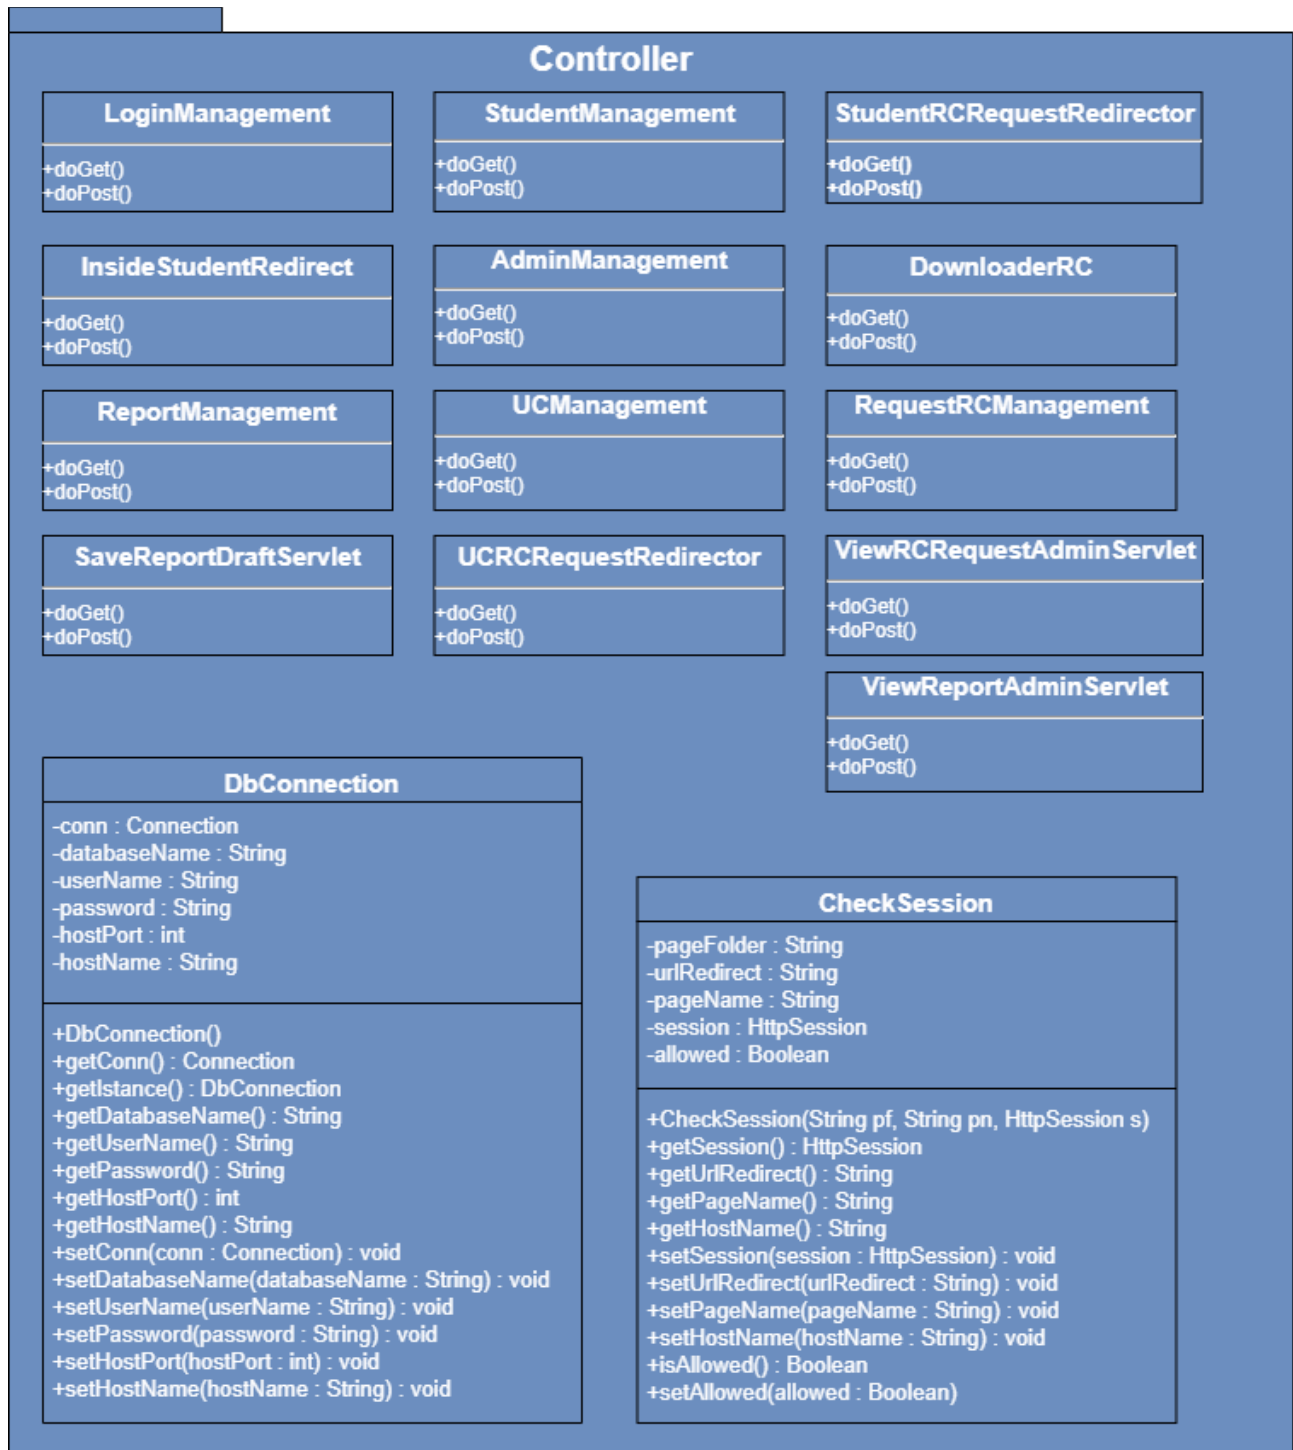 Controller
LoginManagement
+doGet()
+doPost()
StudentManagement
+doGet()
+doPost()
StudentRCRequestRedirector
+doGet()
+doPost()
InsideStudentRedirect
+doGet()
+doPost()
AdminManagement
+doGet()
+doPost()
DownloaderRC
+doGet()
+doPost()
ReportManagement
+doGet()
+doPost()
UCManagement
+doGet()
+doPost()
RequestRCManagement
+doGet()
+doPost()
SaveReportDraftServlet
+doGet()
+doPost()
UCRCRequestRedirector
+doGet()
+doPost()
ViewRCRequestAdminServlet
+doGet()
+doPost()
ViewReportAdminServlet
+doGet()
+doPost()
DbConnection
-conn : Connection
-databaseName : String
-userName : String
-password : String
-hostPort : int
-hostName : String
+DbConnection()
+getConn() : Connection
+getIstance() : DbConnection
+getDatabaseName() : String
+getUserName() : String
+getPassword() : String
+getHostPort() : int
+getHostName() : String
+setConn(conn : Connection) : void
+setDatabaseName(databaseName : String) : void
+setUserName(userName : String) : void
+setPassword(password : String) : void
+setHostPort(hostPort : int) : void
+setHostName(hostName : String) : void
CheckSession
-pageFolder : String
-urlRedirect : String
-pageName : String
-session : HttpSession
-allowed : Boolean
+CheckSession(String pf, String pn, HttpSession s)
+getSession() : HttpSession
+getUrlRedirect() : String
+getPageName() : String
+getHostName() : String
+setSession(session : HttpSession) : void
+setUrlRedirect(urlRedirect : String) : void
+setPageName(pageName : String) : void
+setHostName(hostName : String) : void
+isAllowed() : Boolean
+setAllowed(allowed : Boolean)